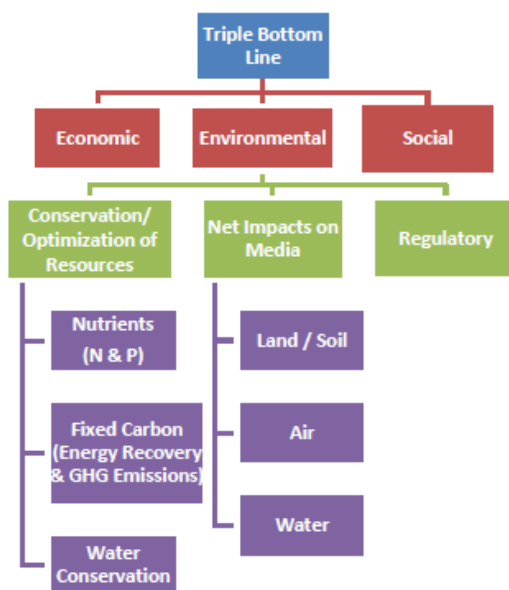 Triple Bottom
Line
Economic
Environmental
Social
Conservation/
Optimization of
Resources
Net Impacts on
Media
Regulatory
Nutrients
(N & P)
Land / Soil
Fixed Carbon
(Energy Recovery
& GHG Emissions)
Air
Water
Conservation
Water